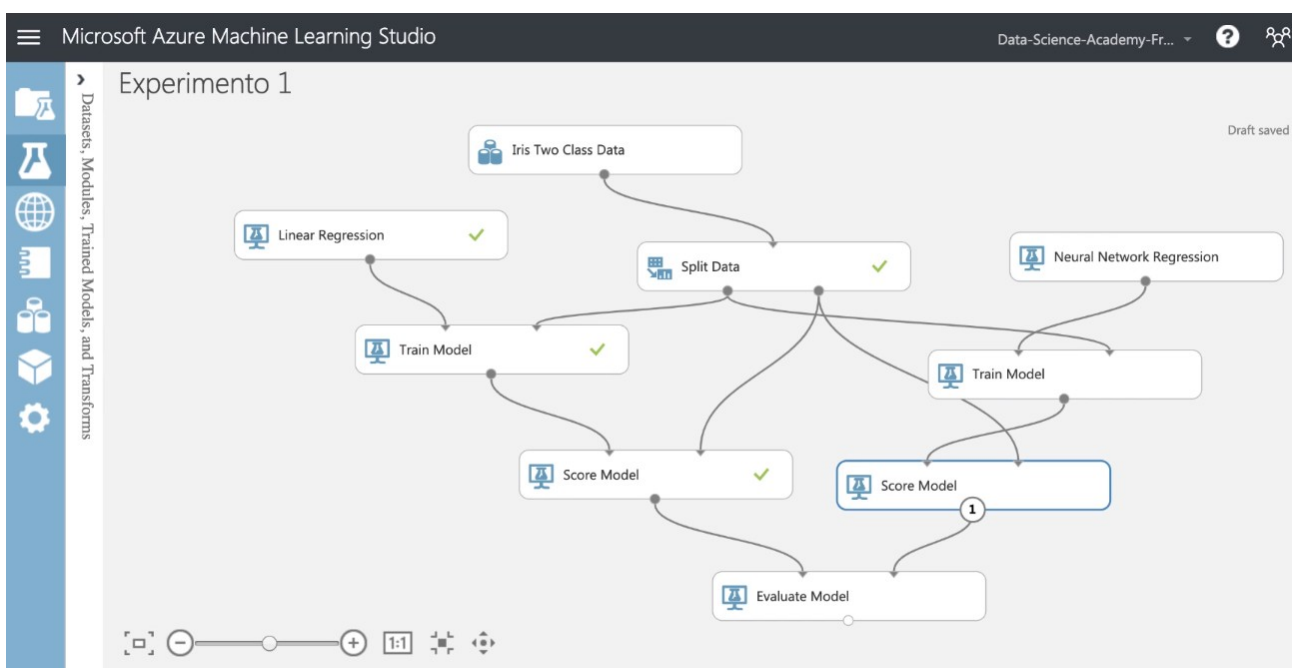 Microsoft Azure Machine Learning Studio
Data-Science-Academy-Fr...
?
Datasets, Modules, Trained Models, and Transforms
Experimento 1
Draft saved
Iris Two Class Data
Linear Regression
Split Data
Neural Network Regression
Train Model
Train Model
Score Model
Score Model
1
Evaluate Model
1:1